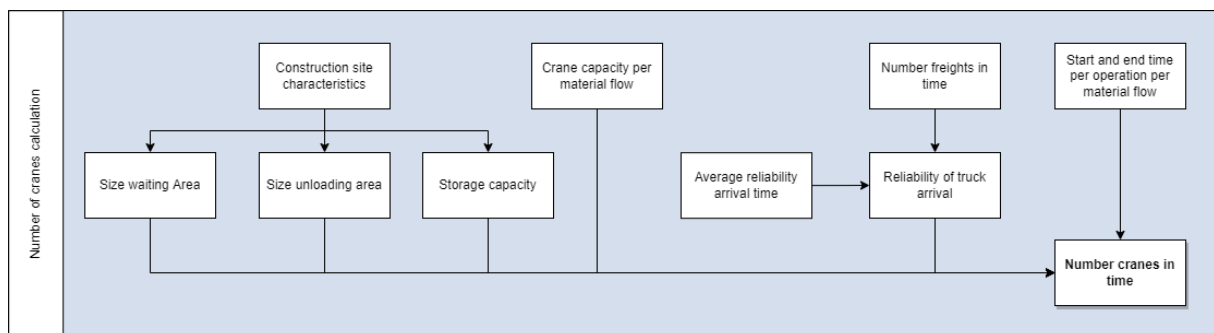 Number of cranes calculation
Construction site
characteristics
Crane capacity per
material flow
Number freights in
time
Start and end time
per operation per
material flow
Size waiting Area
Size unloading area
Storage capacity
Average reliability
arrival time
Reliability of truck
arrival
Number cranes in
time